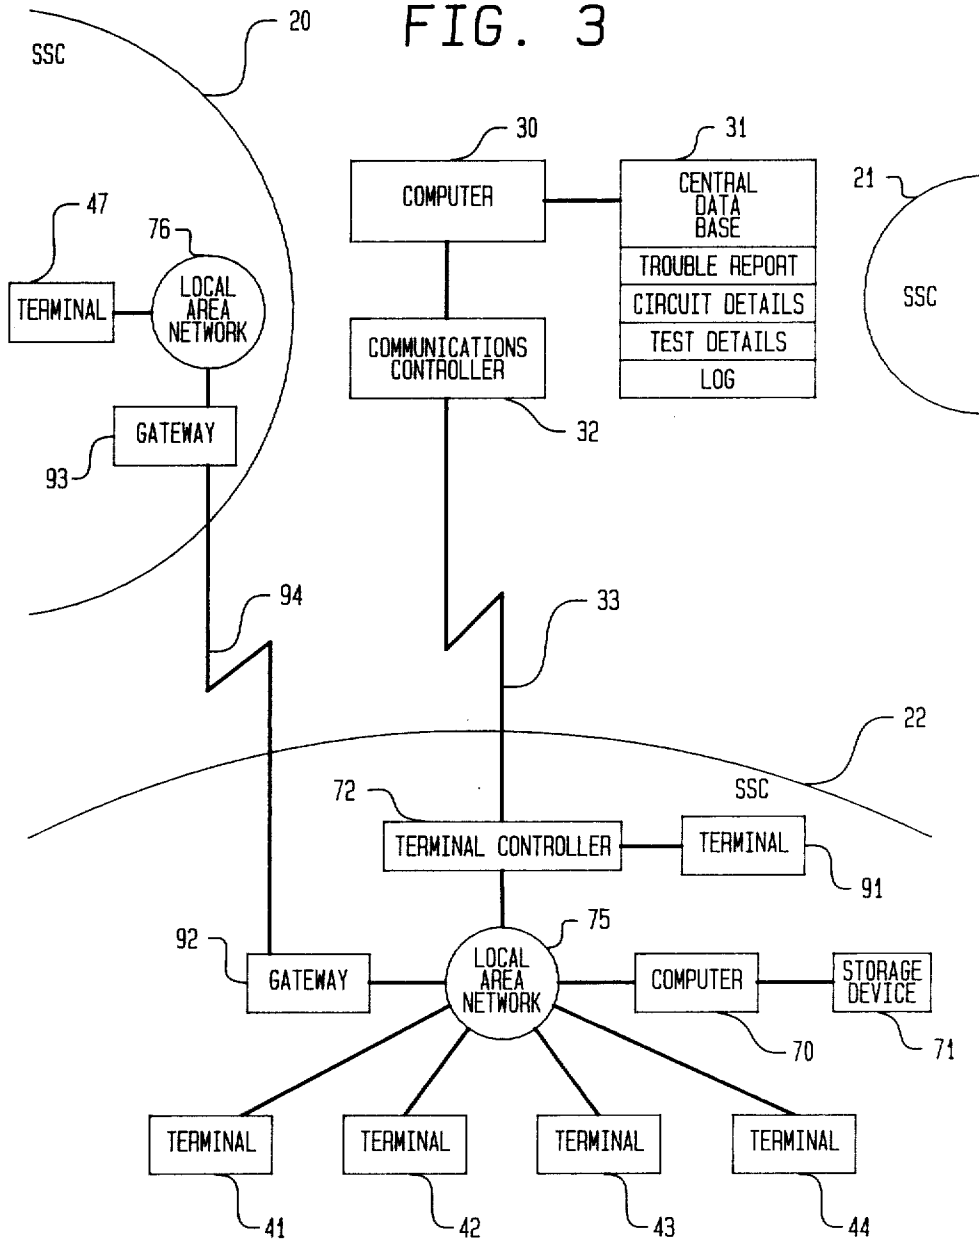 FIG. 3
20
SSC
30
31
COMPUTER
CENTRAL
DATA
BASE
21
47
76
TERMINAL
LOCAL
AREA
NETWORK
TROUBLE REPORT
CIRCUIT DETAILS
TEST DETAILS
LOG
SSC
COMMUNICATIONS
CONTROLLER
32
GATEWAY
93
94
33
22
SSC
72
TERMINAL CONTROLLER
TERMINAL
91
75
92
GATEWAY
LOCAL
AREA
NETWORK
COMPUTER
STORAGE
DEVICE
70
71
TERMINAL
TERMINAL
TERMINAL
TERMINAL
41
42
43
44